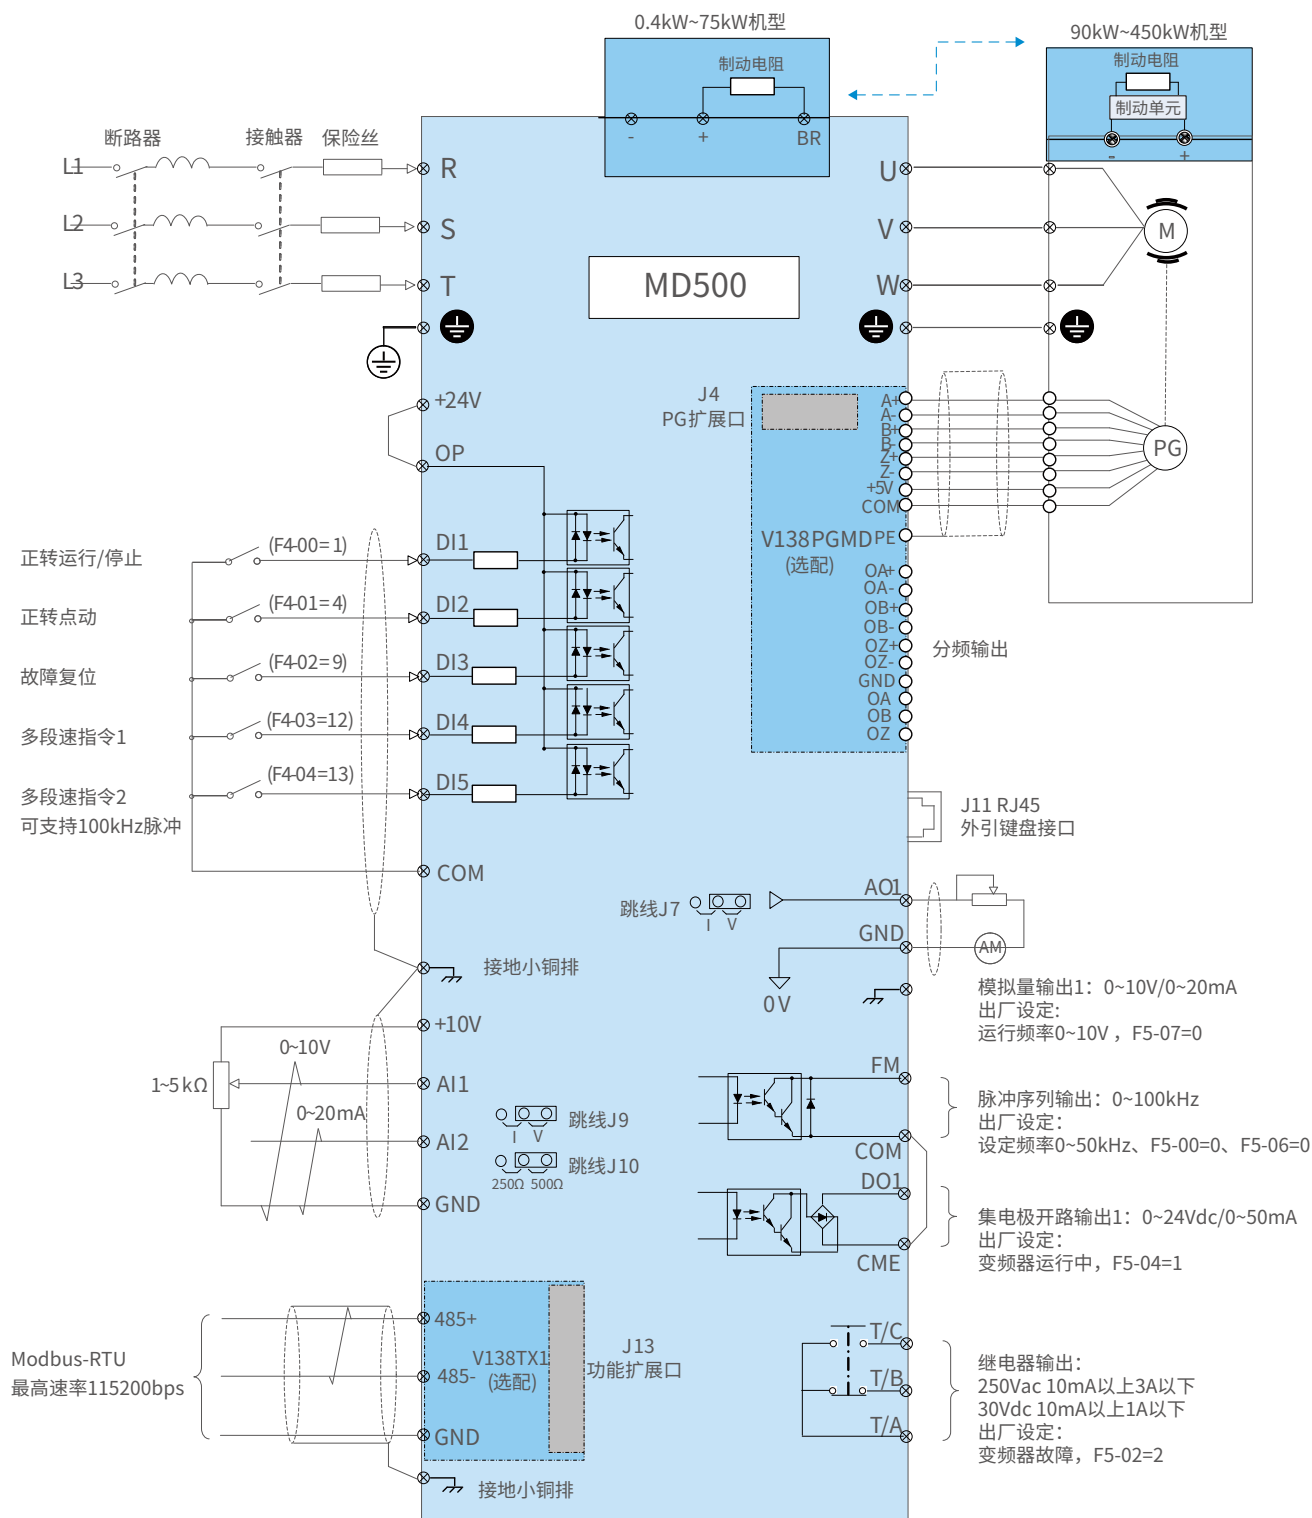 0.4kW~75kW机型
90kW~450kW机型
制动电阻
- + BR
制动电阻
制动单元
- +
断路器 接触器 保险丝
L1
L2
L3
R
S
T
U
V
W
MD500
M
+24V
OP
J4
PG扩展口
A+
A-
B+
B-
Z+
Z-
+5V
COM
PE
V138PGMD
(选配)
PG
OA+
OA-
OB+
OB-
OZ+
OZ-
GND
OA
OB
OZ
分频输出
正转运行/停止 (F4-00=1) DI1
正转点动 (F4-01=4) DI2
故障复位 (F4-02=9) DI3
多段速指令1 (F4-03=12) DI4
多段速指令2 (F4-04=13) DI5
可支持100kHz脉冲
COM
J11 RJ45
外引键盘接口
跳线J7
I V
AO1
GND
0V
AM
接地小铜排
模拟量输出1：0~10V/0~20mA
出厂设定:
运行频率0~10V，F5-07=0
+10V
0~10V
1~5kΩ
AI1
0~20mA
AI2
GND
跳线J9
I V
跳线J10
250Ω 500Ω
FM
COM
脉冲序列输出：0~100kHz
出厂设定：
设定频率0~50kHz、F5-00=0、F5-06=0
DO1
CME
集电极开路输出1：0~24Vdc/0~50mA
出厂设定：
变频器运行中，F5-04=1
Modbus-RTU
最高速率115200bps
485+
485-
GND
V138TX1
(选配)
J13
功能扩展口
接地小铜排
T/C
T/B
T/A
继电器输出：
250Vac 10mA以上3A以下
30Vdc 10mA以上1A以下
出厂设定：
变频器故障，F5-02=2